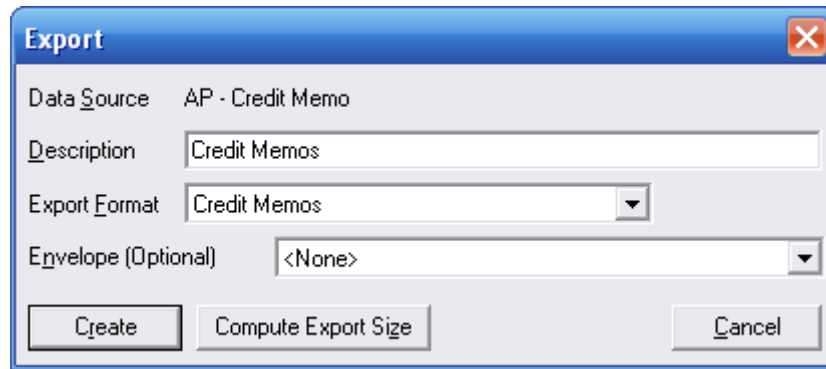 Export
Data Source AP - Credit Memo
Description Credit Memos
Export Format Credit Memos
Envelope (Optional) <None>
Create Compute Export Size Cancel